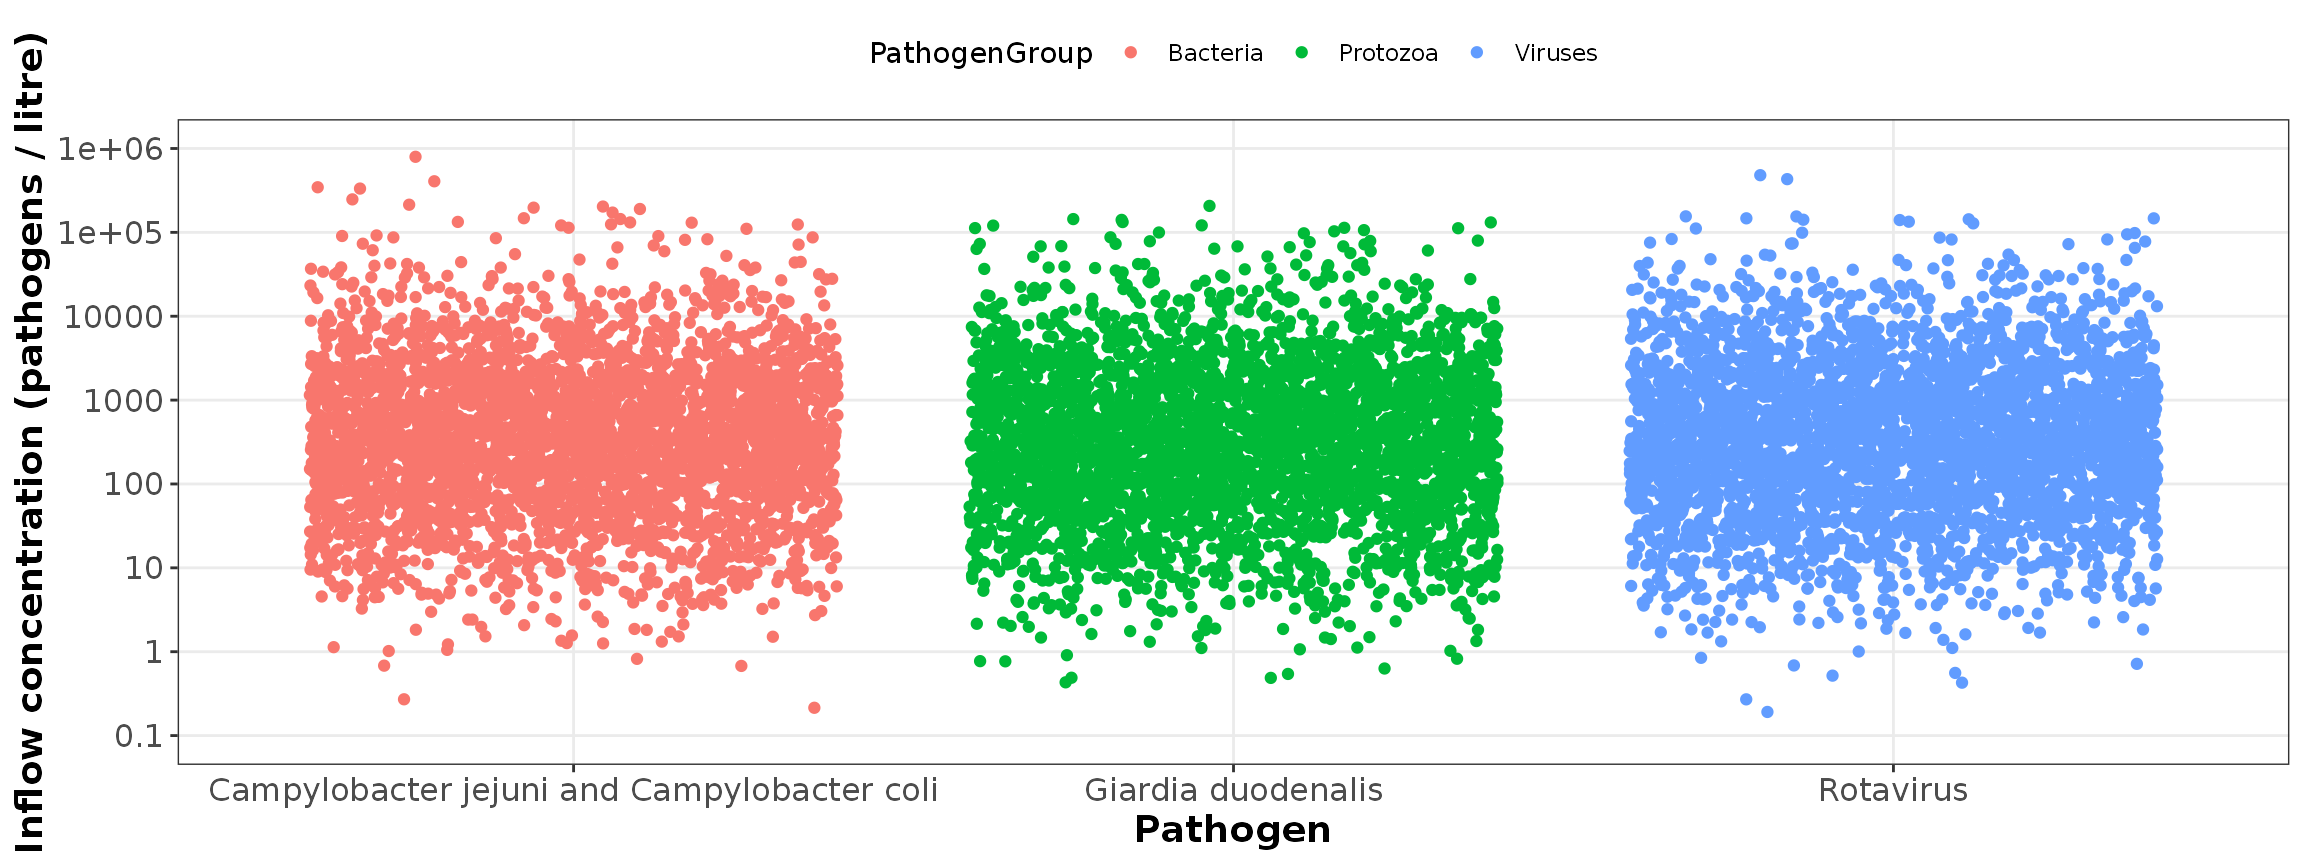 PathogenGroup Bacteria Protozoa Viruses
Inflow concentration (pathogens / litre)
1e+06
1e+05
10000
1000
100
10
1
0.1
Campylobacter jejuni and Campylobacter coli Giardia duodenalis Rotavirus
Pathogen